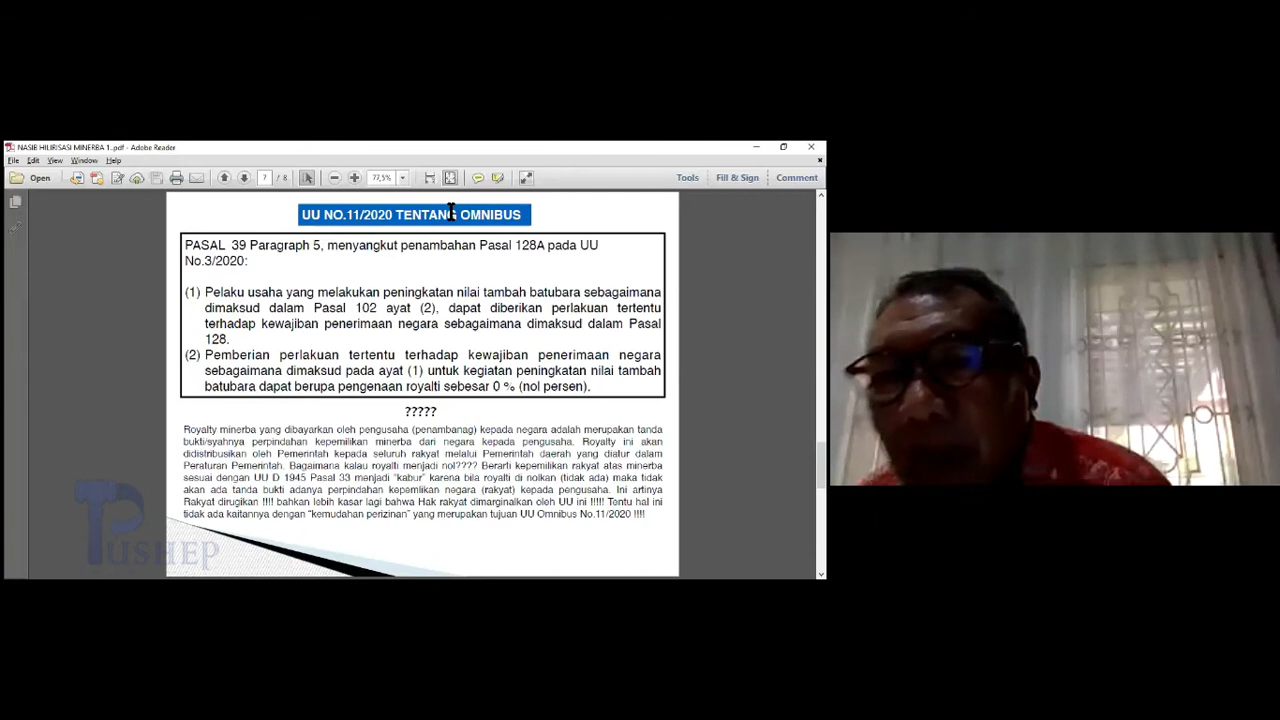 NASIB HILIRISASI MINERBA 1..pdf - Adobe Reader
File Edit View Window Help
Open 7 / 8 77,5% Tools Fill & Sign Comment
UU NO.11/2020 TENTANG OMNIBUS
PASAL 39 Paragraph 5, menyangkut penambahan Pasal 128A pada UU
No.3/2020:
(1) Pelaku usaha yang melakukan peningkatan nilai tambah batubara sebagaimana
dimaksud dalam Pasal 102 ayat (2), dapat diberikan perlakuan tertentu
terhadap kewajiban penerimaan negara sebagaimana dimaksud dalam Pasal
128.
(2) Pemberian perlakuan tertentu terhadap kewajiban penerimaan negara
sebagaimana dimaksud pada ayat (1) untuk kegiatan peningkatan nilai tambah
batubara dapat berupa pengenaan royalti sebesar 0 % (nol persen).
?????
Royalty minerba yang dibayarkan oleh pengusaha (penambanag) kepada negara adalah merupakan tanda
bukti/syahnya perpindahan kepemilikan minerba dari negara kepada pengusaha. Royalty ini akan
didistribusikan oleh Pemerintah kepada seluruh rakyat melalui Pemerintah daerah yang diatur dalam
Peraturan Pemerintah. Bagaimana kalau royalti menjadi nol???? Berarti kepemilikan rakyat atas minerba
sesuai dengan UU D 1945 Pasal 33 menjadi "kabur" karena bila royalti di nolkan (tidak ada) maka tidak
akan ada tanda bukti adanya perpindahan kepemlikan negara (rakyat) kepada pengusaha. Ini artinya
Rakyat dirugikan !!!! bahkan lebih kasar lagi bahwa Hak rakyat dimarginalkan oleh UU ini !!!!! Tentu hal ini
tidak ada kaitannya dengan "kemudahan perizinan" yang merupakan tujuan UU Omnibus No.11/2020 !!!!
PUSHEP